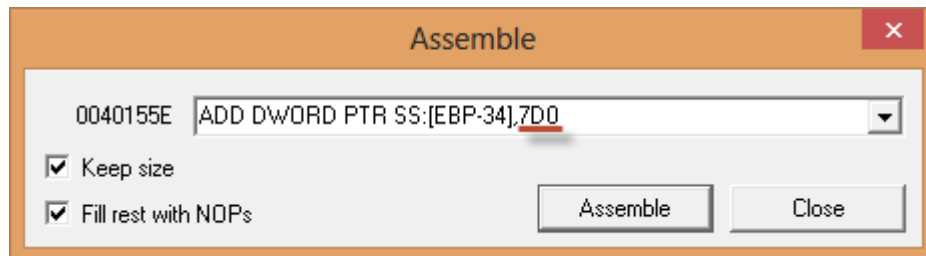 Assemble
0040155E ADD DWORD PTR SS:[EBP-34],7D0
Keep size
Fill rest with NOPs
Assemble Close